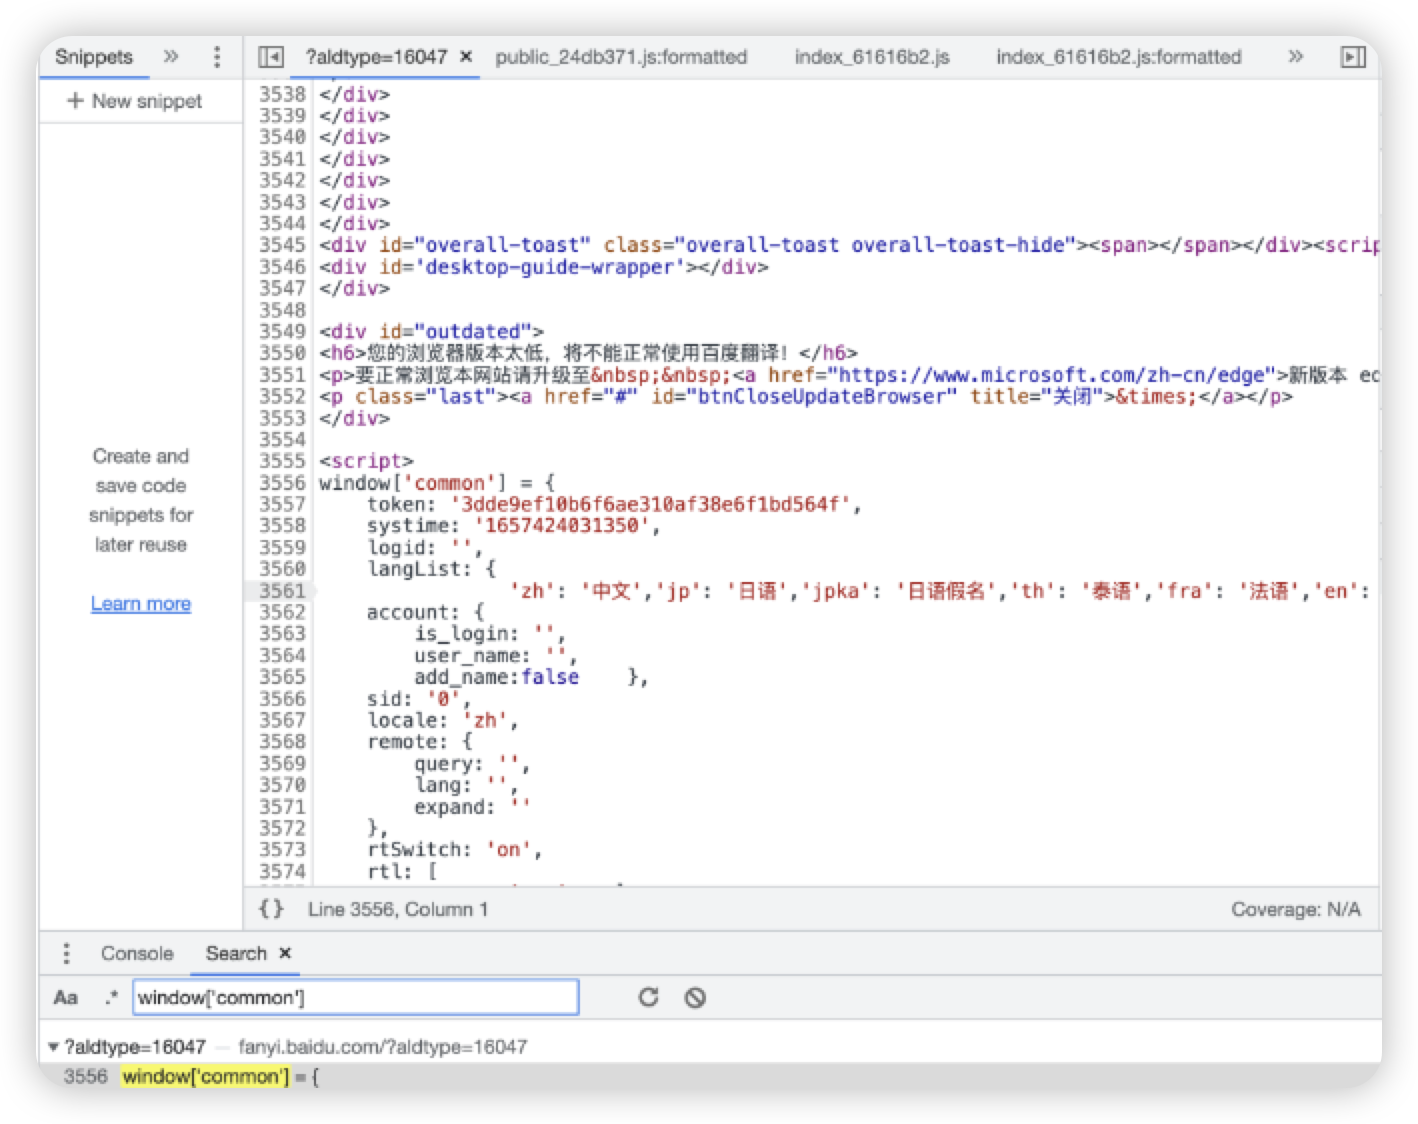 Snippets » ⋮
?aldtype=16047 × public_24db371.js:formatted index_61616b2.js index_61616b2.js:formatted »
+ New snippet
Create and
save code
snippets for
later reuse
Learn more
3538 </div>
3539 </div>
3540 </div>
3541 </div>
3542 </div>
3543 </div>
3544 </div>
3545 <div id="overall-toast" class="overall-toast overall-toast-hide"><span></span></div><scrip
3546 <div id='desktop-guide-wrapper'></div>
3547 </div>
3548
3549 <div id="outdated">
3550 <h6>您的浏览器版本太低，将不能正常使用百度翻译！</h6>
3551 <p>要正常浏览本网站请升级至&nbsp;&nbsp;<a href="https://www.microsoft.com/zh-cn/edge">新版本 ed
3552 <p class="last"><a href="#" id="btnCloseUpdateBrowser" title="关闭">&times;</a></p>
3553 </div>
3554
3555 <script>
3556 window['common'] = {
3557 token: '3dde9ef10b6f6ae310af38e6f1bd564f',
3558 systime: '1657424031350',
3559 logid: '',
3560 langList: {
3561 'zh': '中文','jp': '日语','jpka': '日语假名','th': '泰语','fra': '法语','en':
3562 account: {
3563 is_login: '',
3564 user_name: '',
3565 add_name:false },
3566 sid: '0',
3567 locale: 'zh',
3568 remote: {
3569 query: '',
3570 lang: '',
3571 expand: ''
3572 },
3573 rtSwitch: 'on',
3574 rtl: [
{} Line 3556, Column 1 Coverage: N/A
⋮ Console Search ×
Aa .* window['common']
▼ ?aldtype=16047 — fanyi.baidu.com/?aldtype=16047
3556 window['common'] = {